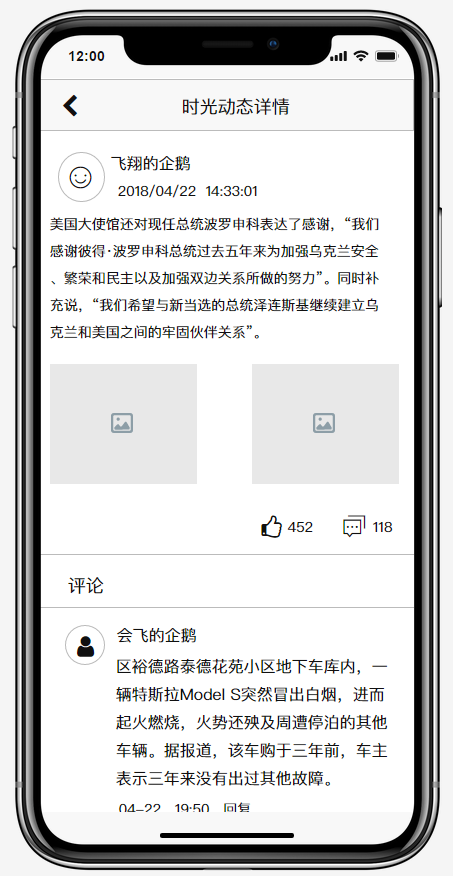 12:00
时光动态详情
飞翔的企鹅
2018/04/22 14:33:01
美国大使馆还对现任总统波罗申科表达了感谢，“我们
感谢彼得·波罗申科总统过去五年来为加强乌克兰安全
、繁荣和民主以及加强双边关系所做的努力”。同时补
充说，“我们希望与新当选的总统泽连斯基继续建立乌
克兰和美国之间的牢固伙伴关系”。
452 118
评论
会飞的企鹅
区裕德路泰德花苑小区地下车库内，一
辆特斯拉Model S突然冒出白烟，进而
起火燃烧，火势还殃及周遭停泊的其他
车辆。据报道，该车购于三年前，车主
表示三年来没有出过其他故障。
04-22 19:50 回复